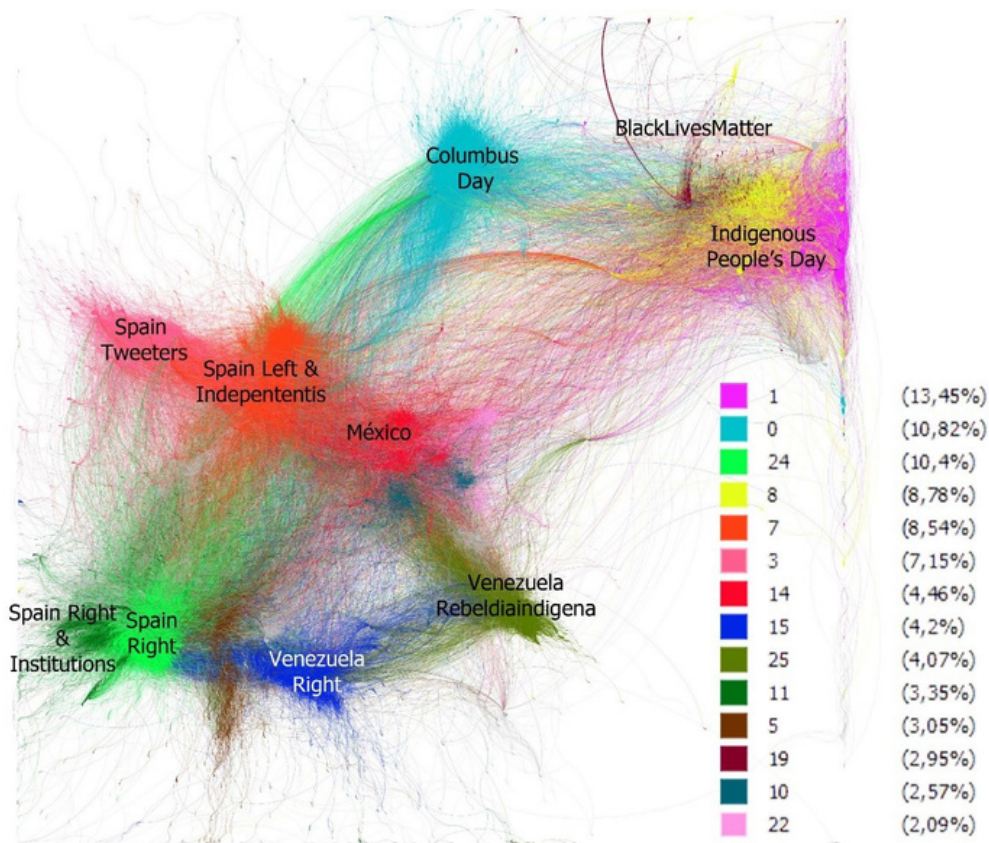 BlackLivesMatter
Columbus
Day
Indigenous
People's Day
Spain
Tweeters
Spain Left &
Indepententis
México
Venezuela
Rebeldiaindigena
Spain Right
&
Institutions
Spain
Right
Venezuela
Right
1 (13,45%)
0 (10,82%)
24 (10,4%)
8 (8,78%)
7 (8,54%)
3 (7,15%)
14 (4,46%)
15 (4,2%)
25 (4,07%)
11 (3,35%)
5 (3,05%)
19 (2,95%)
10 (2,57%)
22 (2,09%)